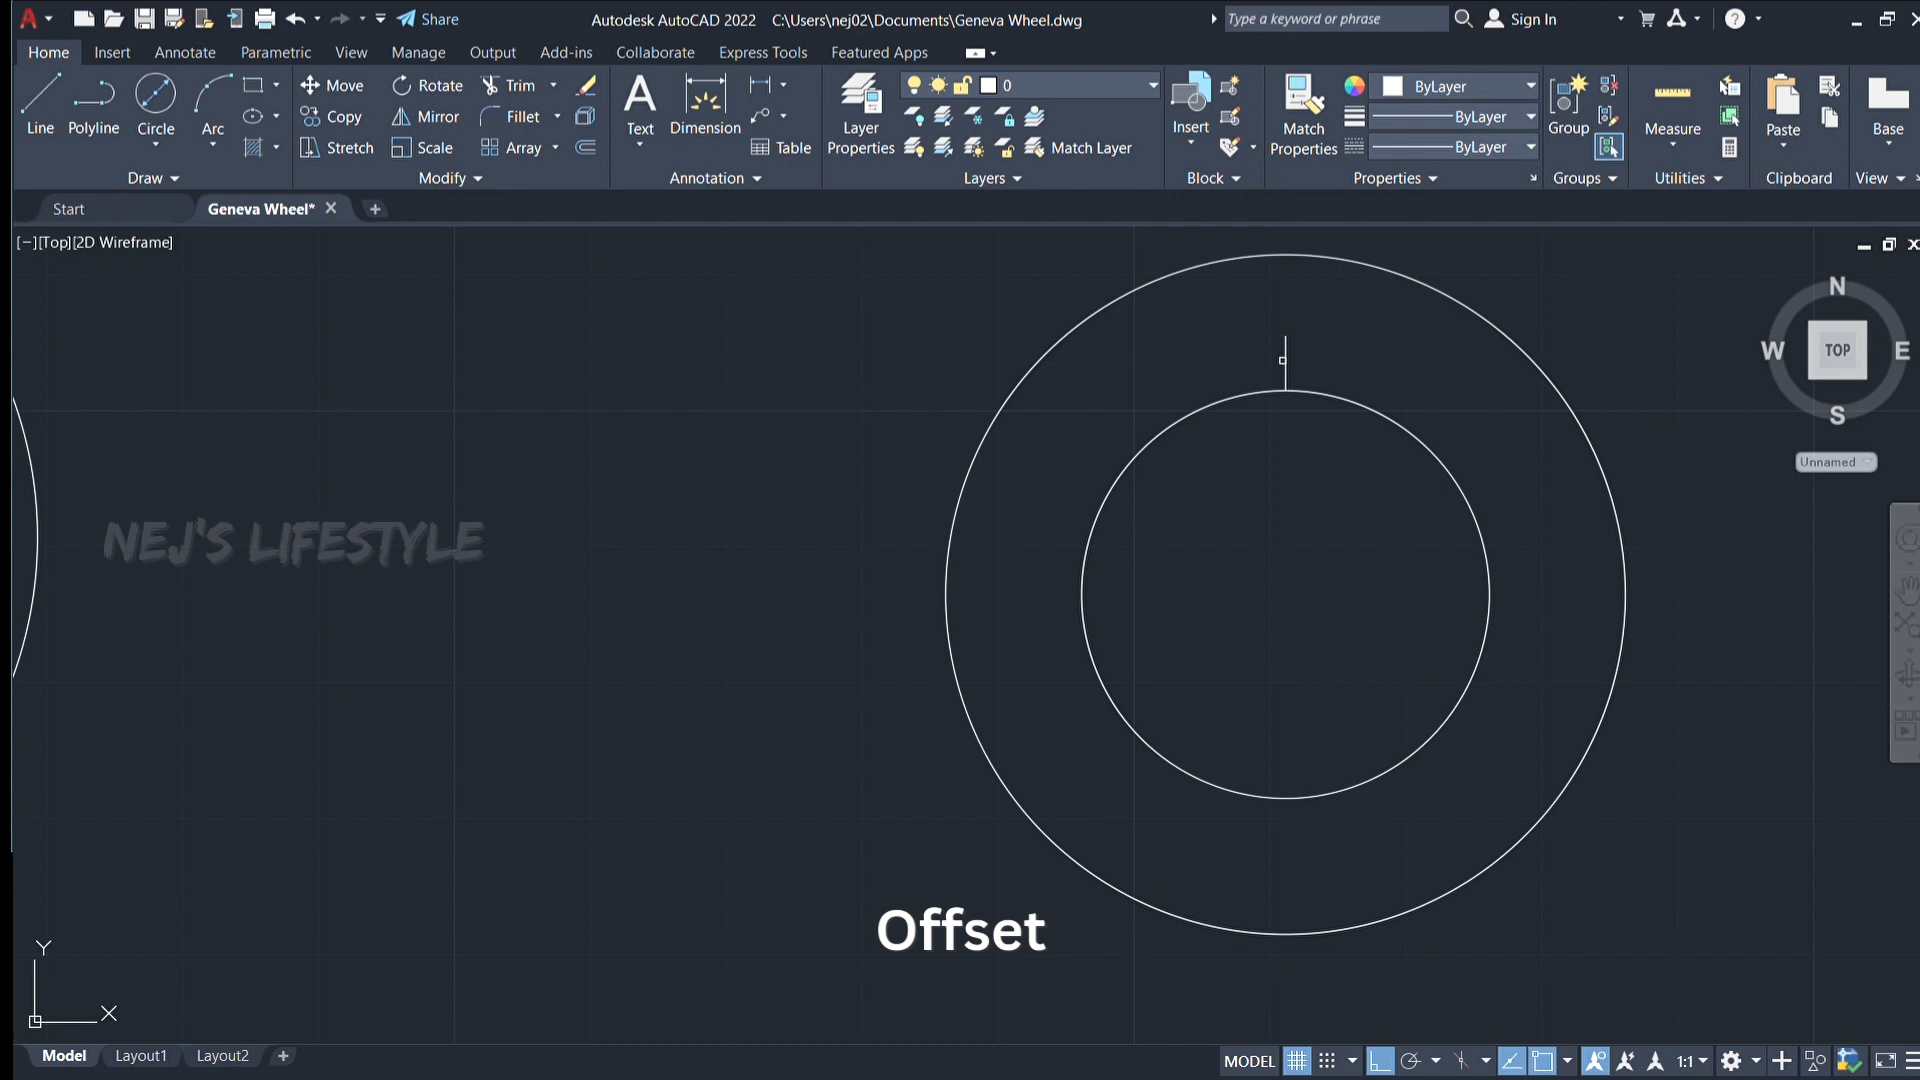 Share
Autodesk AutoCAD 2022 C:\Users\nej02\Documents\Geneva Wheel.dwg
Type a keyword or phrase
Sign In
Home Insert Annotate Parametric View Manage Output Add-ins Collaborate Express Tools Featured Apps
Line Polyline Circle Arc
Draw
Move Rotate Trim
Copy Mirror Fillet
Stretch Scale Array
Modify
Text Dimension Table
Annotation
Layer Properties
0
Match Layer
Layers
Insert
Block
Match Properties
ByLayer
ByLayer
ByLayer
Properties
Group
Groups
Measure
Utilities
Paste
Clipboard
Base
View
Start Geneva Wheel*
[−][Top][2D Wireframe]
N
W TOP E
S
Unnamed
NEJ'S LIFESTYLE
Offset
Y
X
Model Layout1 Layout2
MODEL 1:1